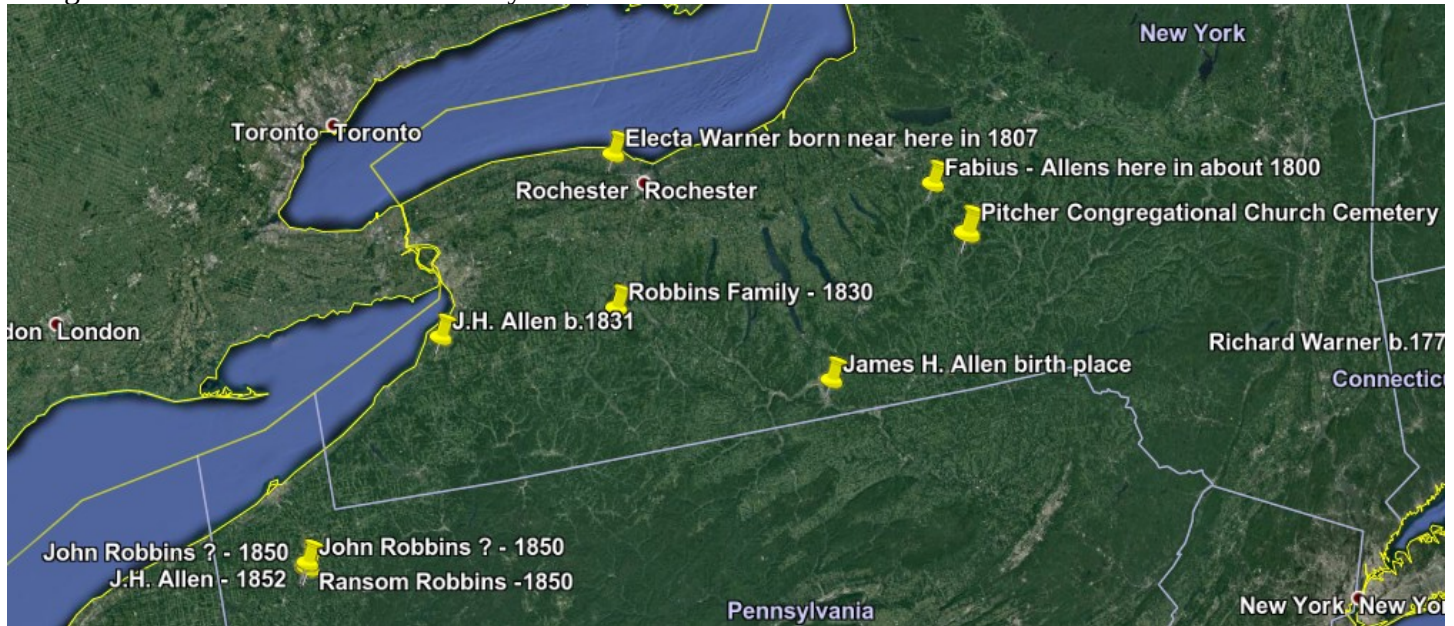 New York
Toronto Toronto
Electa Warner born near here in 1807
Fabius - Allens here in about 1800
Rochester Rochester
Pitcher Congregational Church Cemetery
Robbins Family - 1830
J.H. Allen b.1831
don London
Richard Warner b.177
James H. Allen birth place
Connecticu
John Robbins ? - 1850
John Robbins ? - 1850
J.H. Allen - 1852
Ransom Robbins -1850
Pennsylvania
New York New Yor